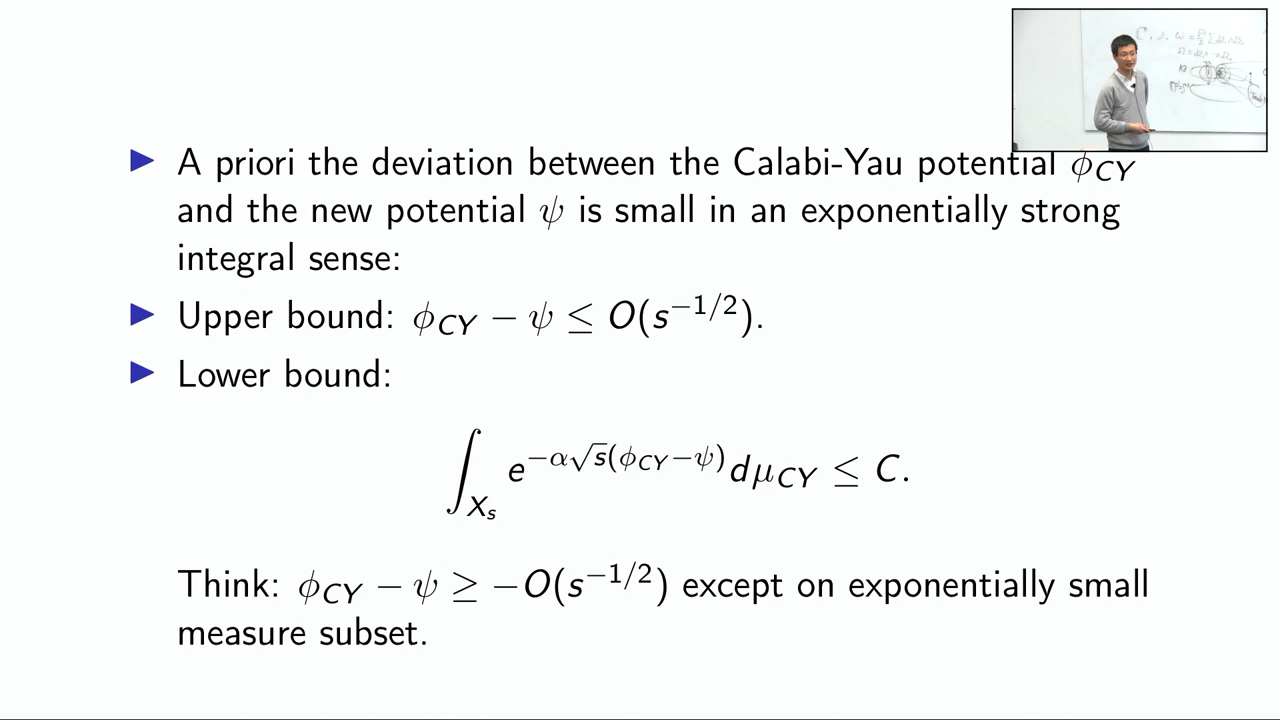 ▶ A priori the deviation between the Calabi-Yau potential ϕ_CY
and the new potential ψ is small in an exponentially strong
integral sense:
▶ Upper bound: ϕ_CY − ψ ≤ O(s^{−1/2}).
▶ Lower bound:
∫_{X_s} e^{−α√s(ϕ_CY−ψ)} dμ_CY ≤ C.
Think: ϕ_CY − ψ ≥ −O(s^{−1/2}) except on exponentially small
measure subset.